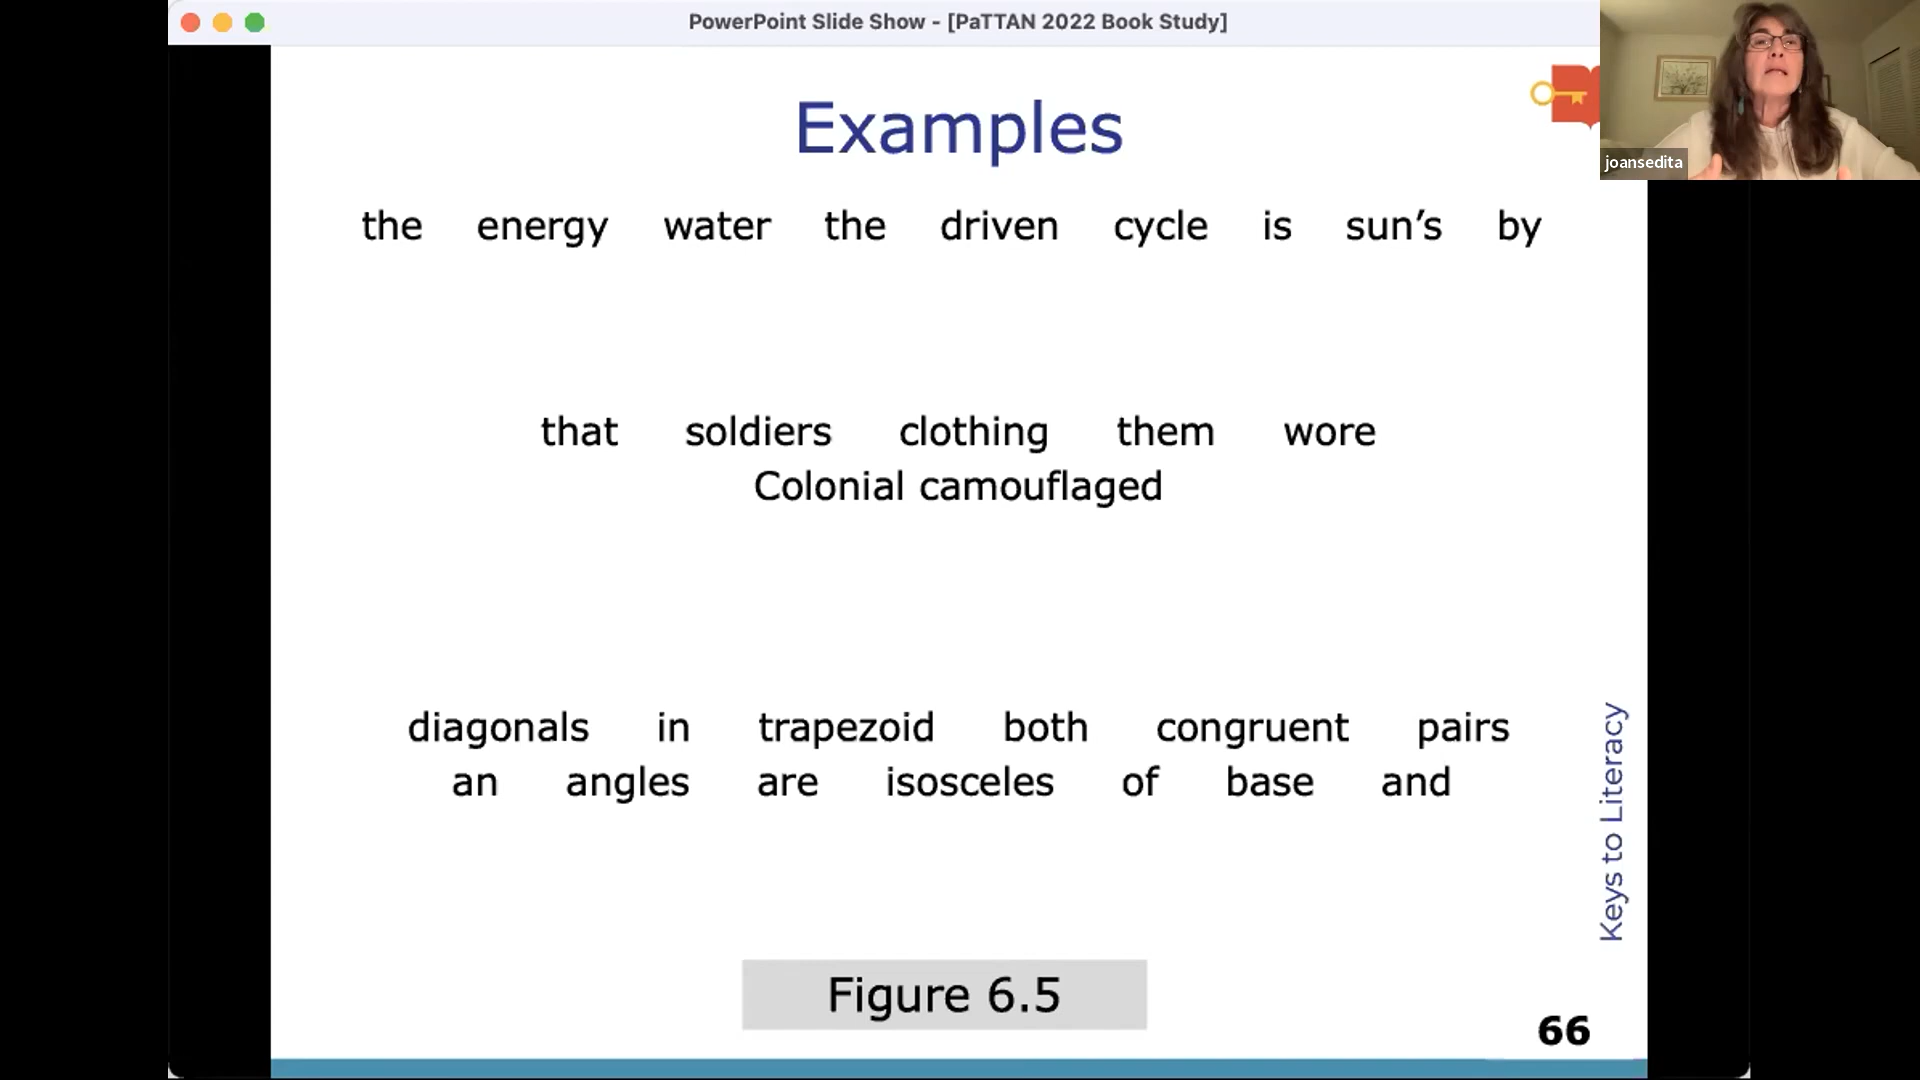 PowerPoint Slide Show - [PaTTAN 2022 Book Study]
joansedita
Examples
the energy water the driven cycle is sun’s by
that soldiers clothing them wore
Colonial camouflaged
diagonals in trapezoid both congruent pairs
an angles are isosceles of base and
Keys to Literacy
Figure 6.5
66